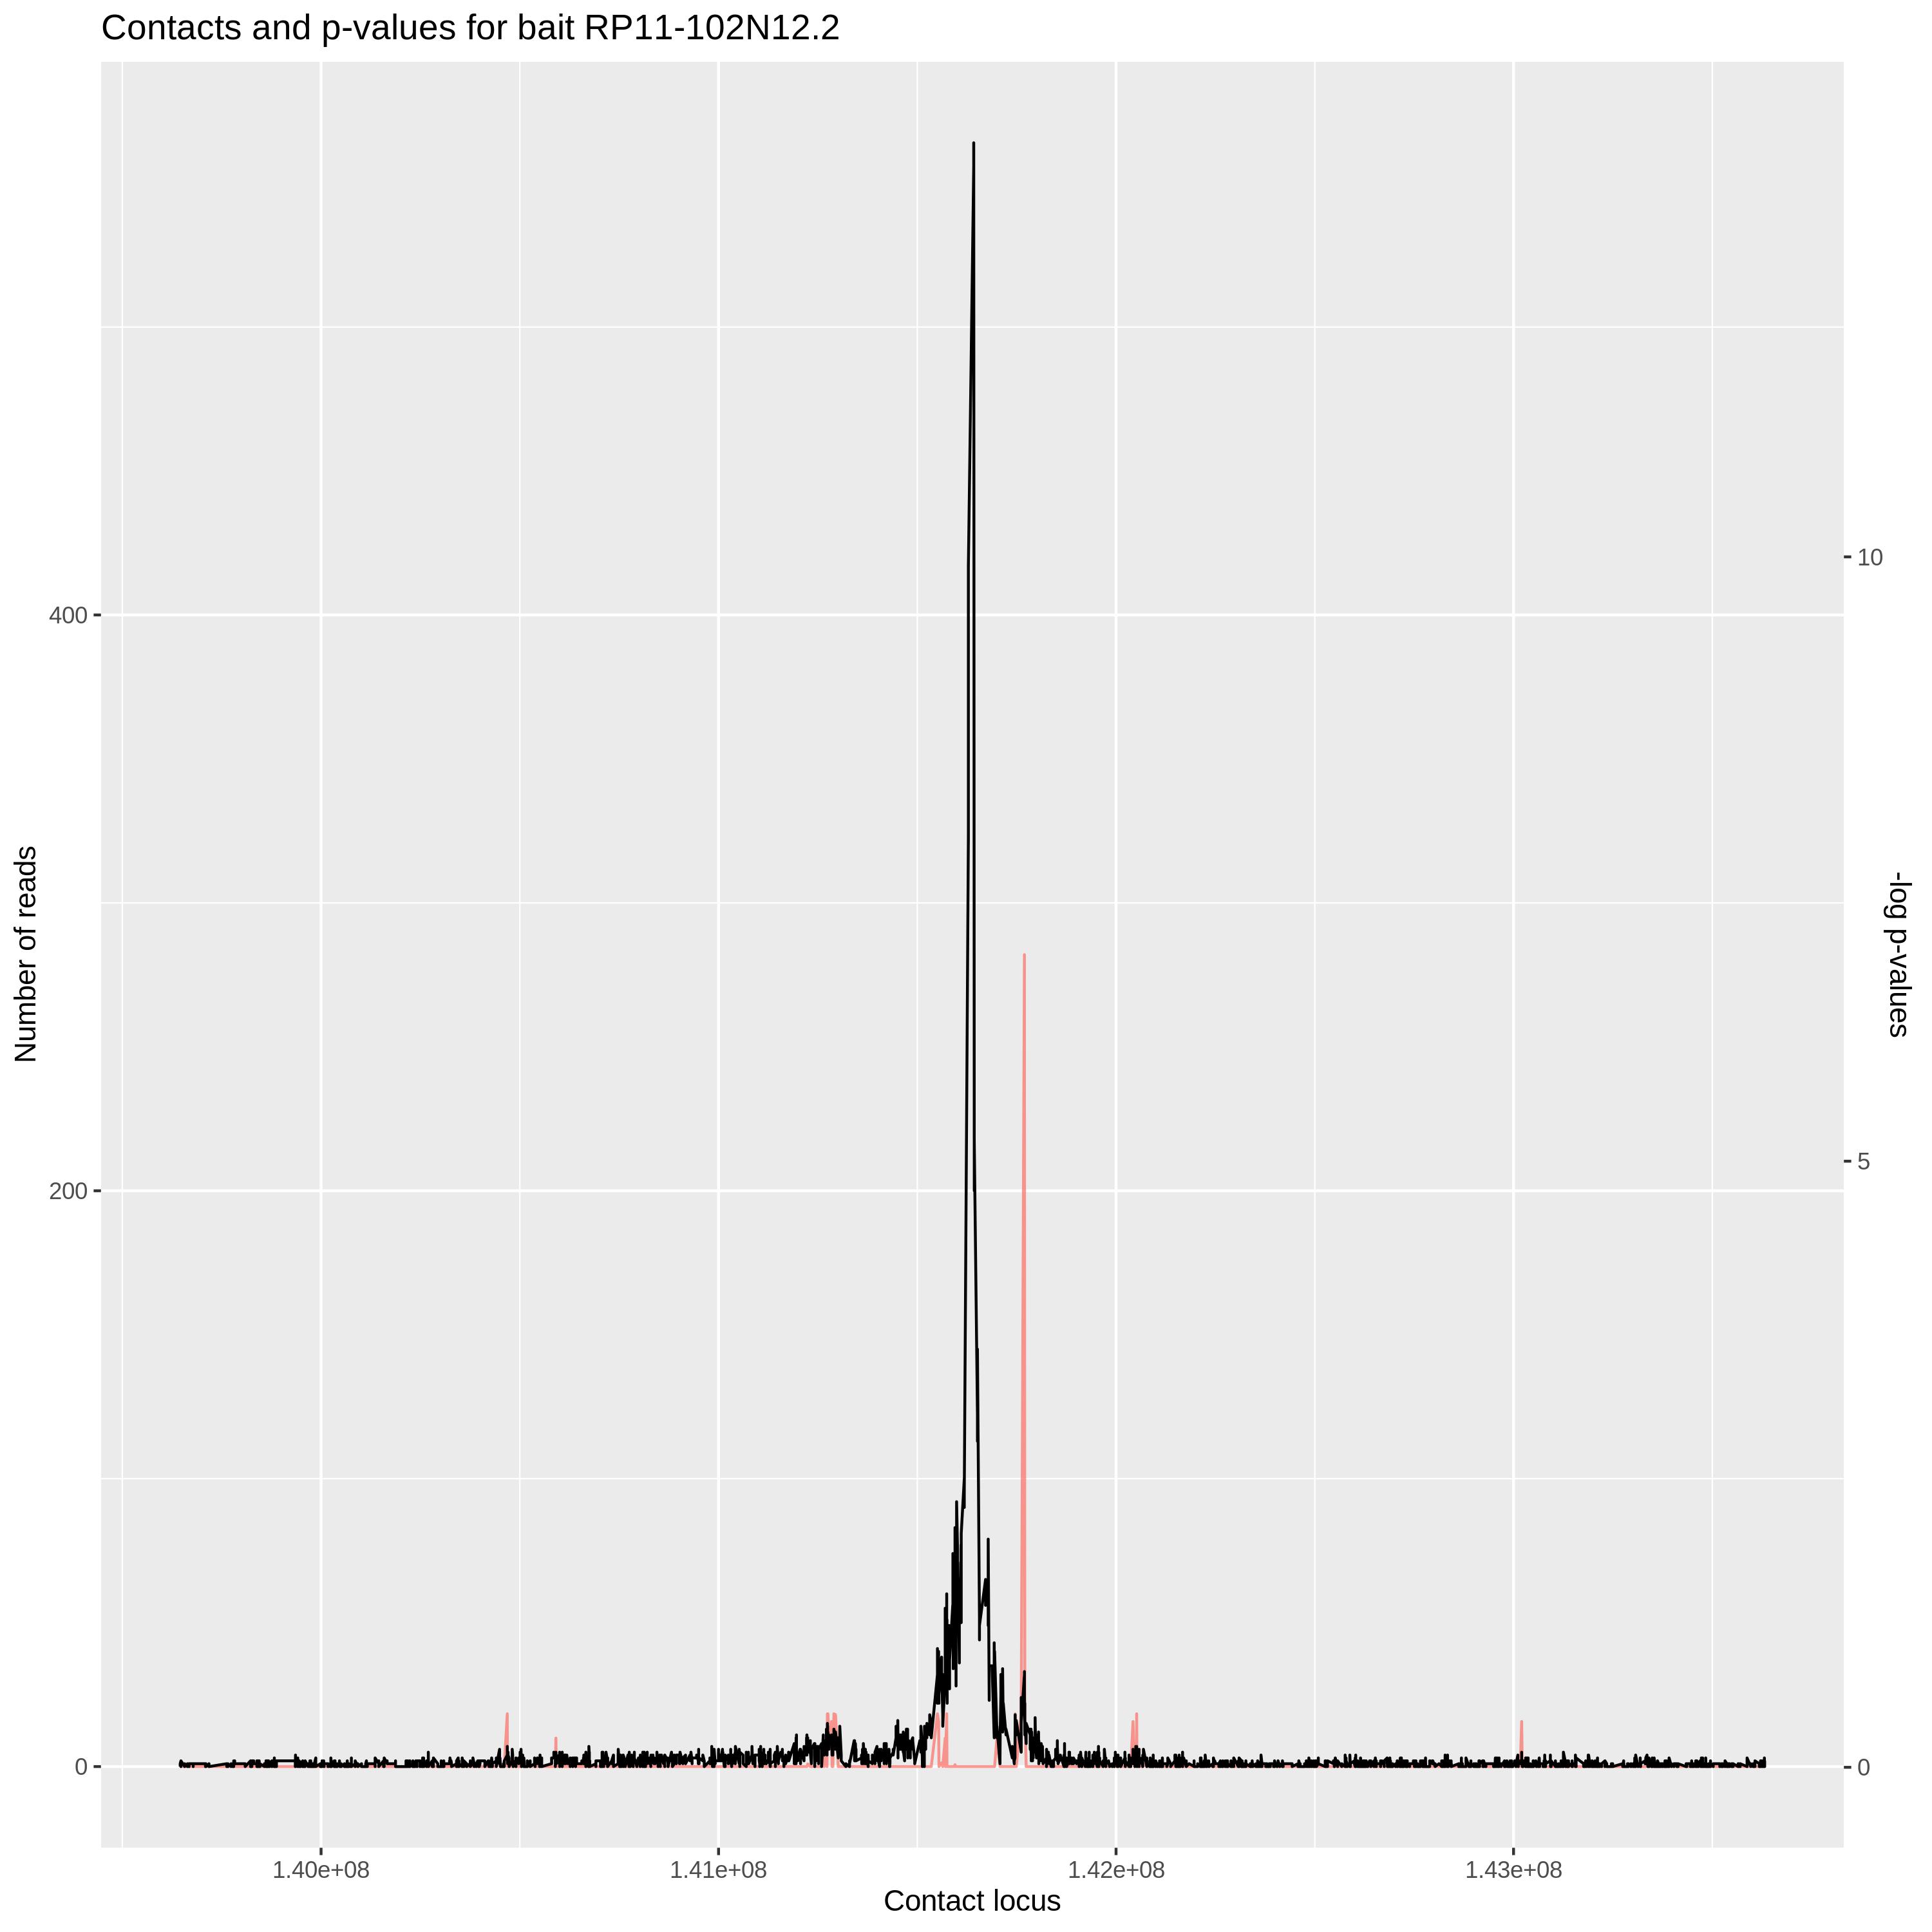 Contacts and p-values for bait RP11-102N12.2
400
200
0
Number of reads
10
5
0
-log p-values
1.40e+08
1.41e+08
1.42e+08
1.43e+08
Contact locus